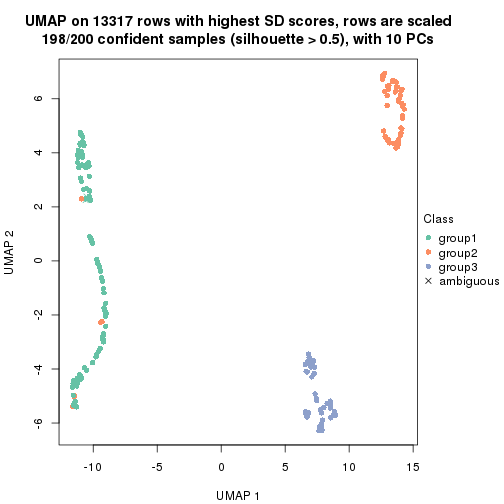 UMAP on 13317 rows with highest SD scores, rows are scaled
198/200 confident samples (silhouette > 0.5), with 10 PCs
6
4
2
0
-2
-4
-6
UMAP 2
-10
-5
0
5
10
15
UMAP 1
Class
group1
group2
group3
ambiguous